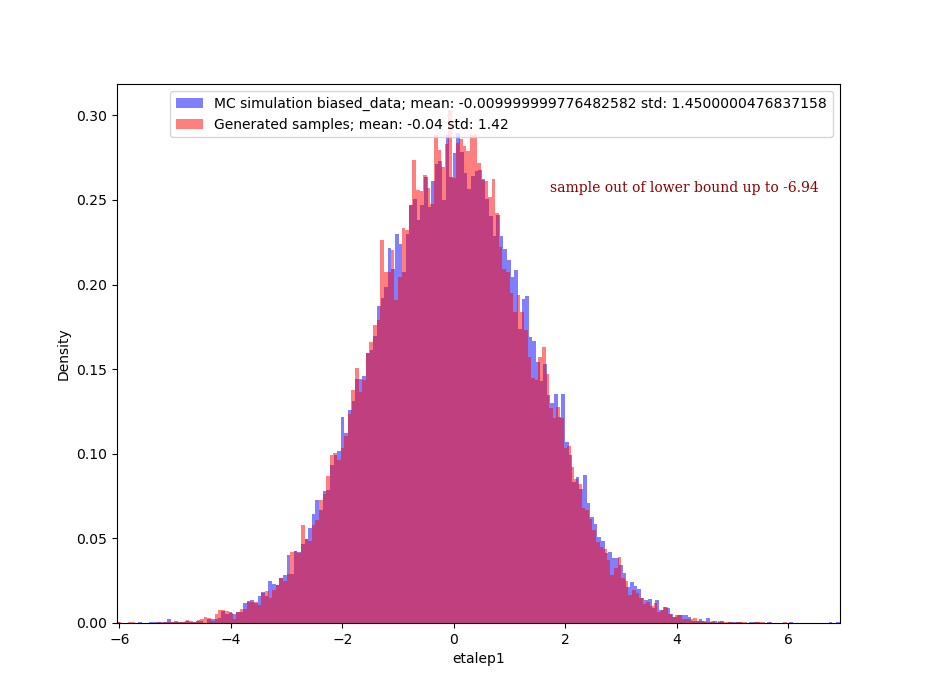 MC simulation biased_data; mean: -0.009999999776482582 std: 1.4500000476837158
Generated samples; mean: -0.04 std: 1.42
sample out of lower bound up to -6.94
0.30
0.25
0.20
0.15
0.10
0.05
0.00
Density
−6
−4
−2
0
2
4
6
etalep1